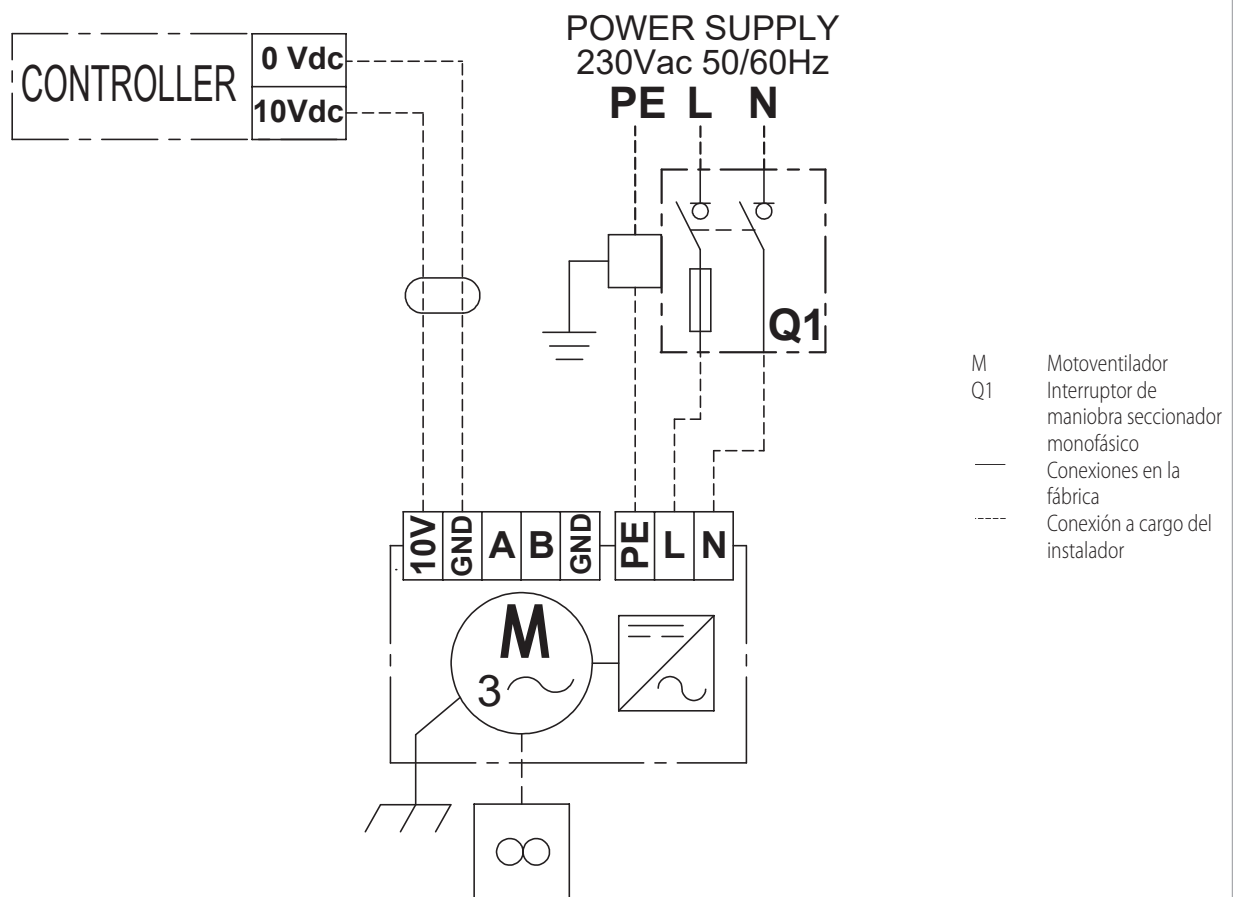 POWER SUPPLY
230Vac 50/60Hz
PE L N
CONTROLLER
0 Vdc
10Vdc
Q1
M Motoventilador
Q1 Interruptor de
maniobra seccionador
monofásico
Conexiones en la
fábrica
Conexión a cargo del
instalador
10V GND A B GND PE L N
M
3